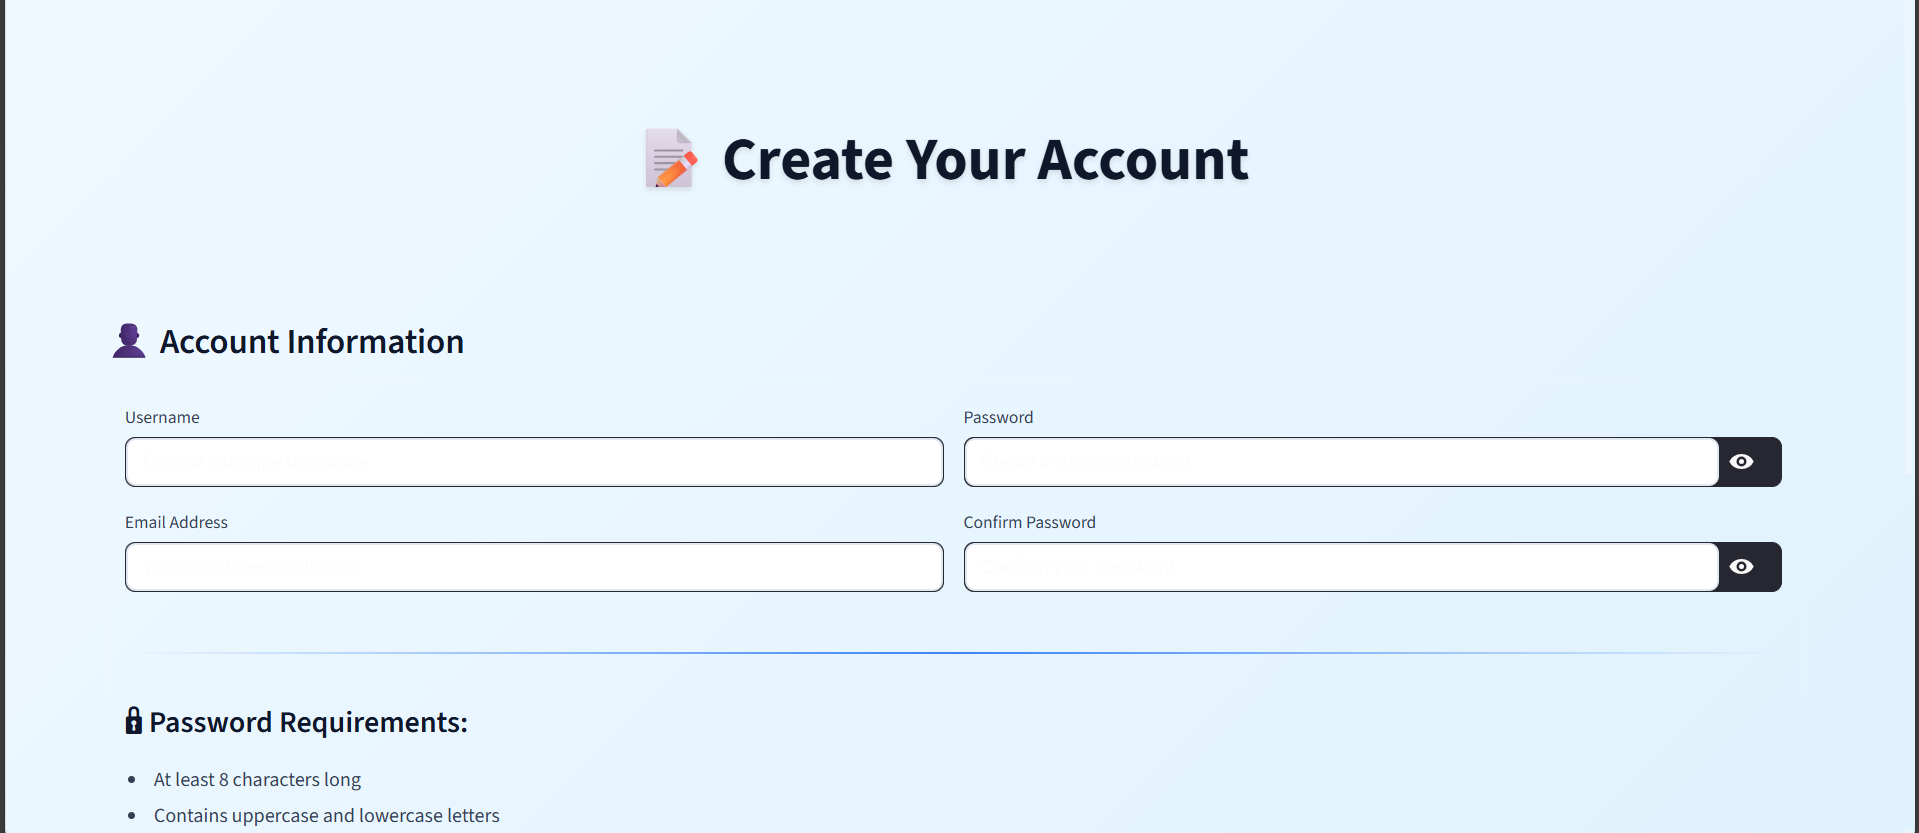 Create Your Account
Account Information
Username
Password
Choose a unique username
Create a strong password
Email Address
Confirm Password
your.email@example.com
Confirm your password
Password Requirements:
At least 8 characters long
Contains uppercase and lowercase letters